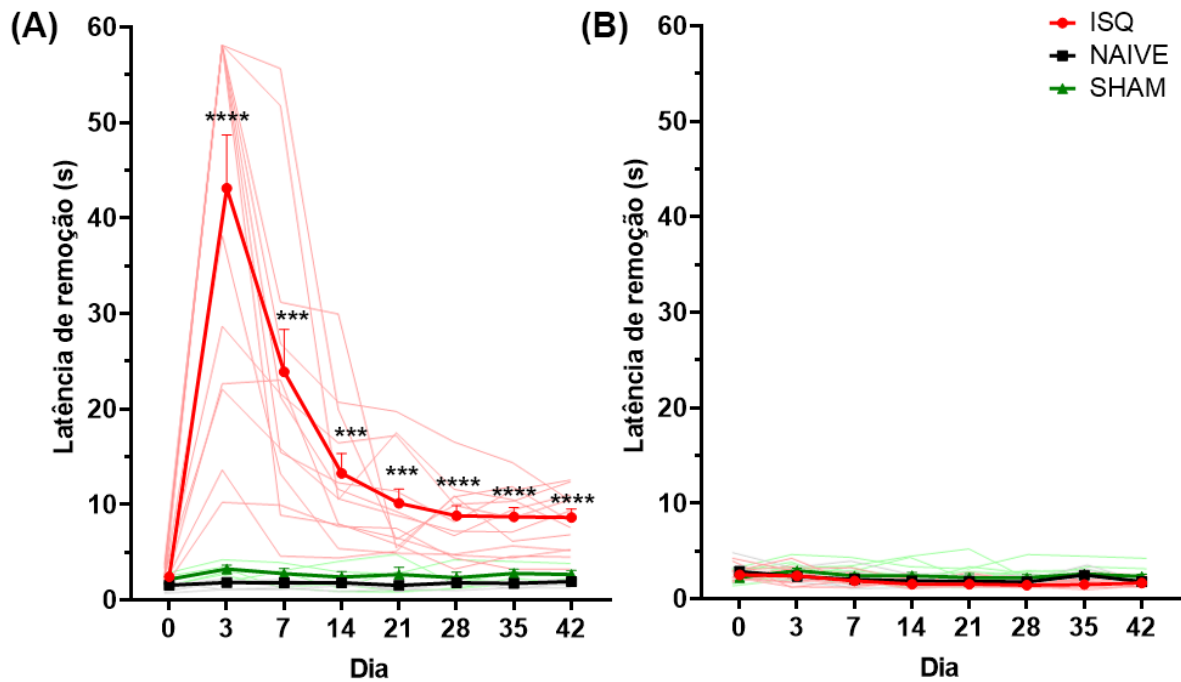 (A)
Latência de remoção (s)
60
50
40
30
20
10
0
****
***
***
***
****
****
****
0 3 7 14 21 28 35 42
Dia
(B)
Latência de remoção (s)
60
50
40
30
20
10
0
0 3 7 14 21 28 35 42
Dia
ISQ
NAIVE
SHAM